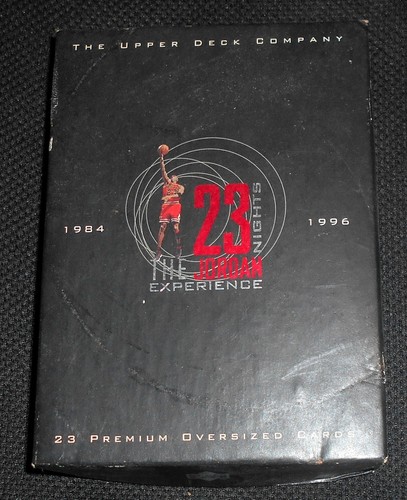 THE UPPER DECK COMPANY
23
NIGHTS
1984
1996
THE JORDAN
EXPERIENCE
23 PREMIUM OVERSIZED CARDS